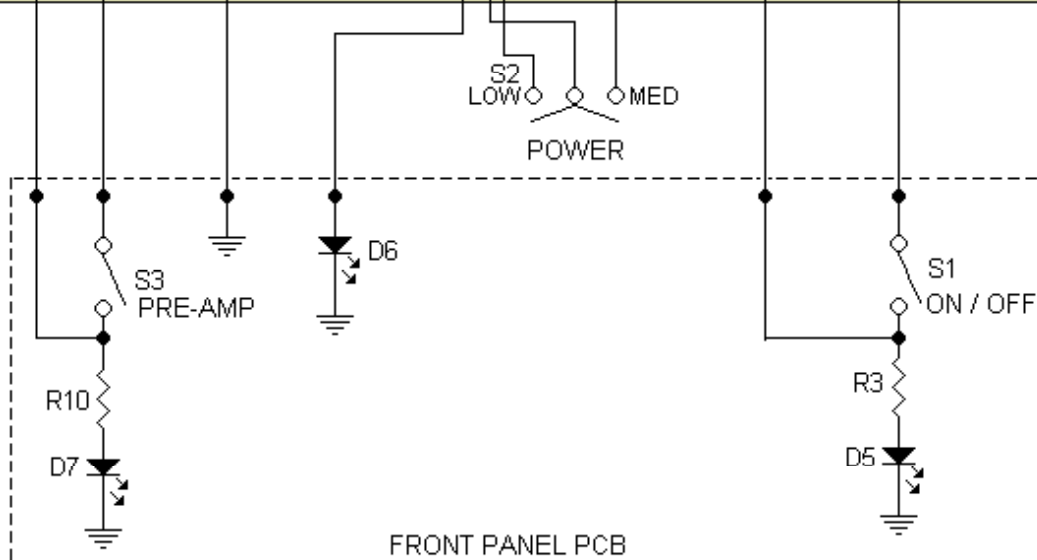 S2
LOW MED
POWER
D6
S3
PRE-AMP
S1
ON / OFF
R10
R3
D7
D5
FRONT PANEL PCB